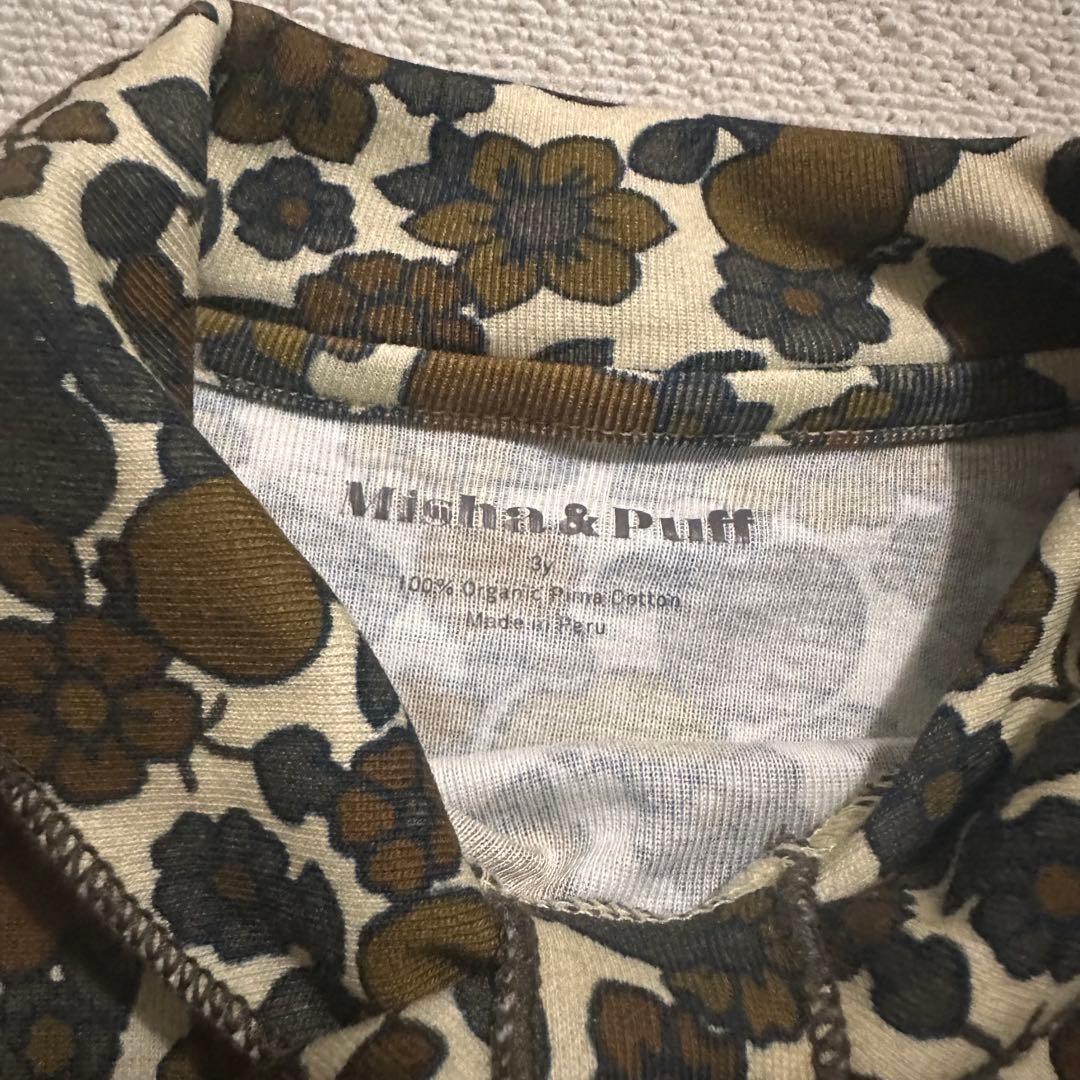 Misha & Puff
3y
100% Organic Pima Cotton
Made in Peru